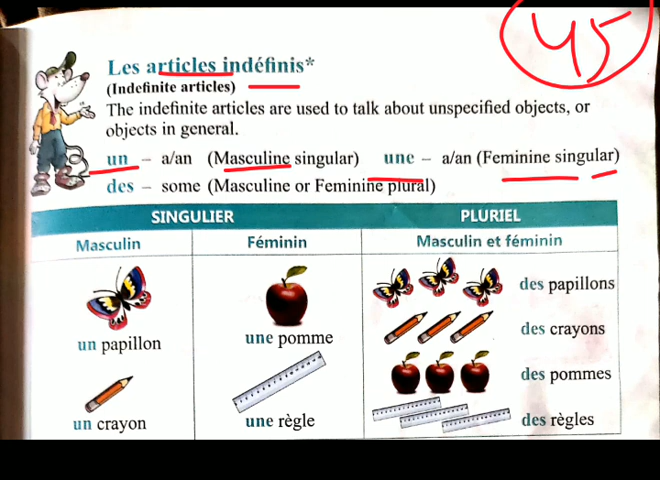 45
Les articles indéfinis*
(Indefinite articles)
The indefinite articles are used to talk about unspecified objects, or
objects in general.
un – a/an (Masculine singular) une – a/an (Feminine singular)
des – some (Masculine or Feminine plural)
SINGULIER PLURIEL
Masculin Féminin Masculin et féminin
des papillons
un papillon une pomme des crayons
des pommes
un crayon une règle des règles